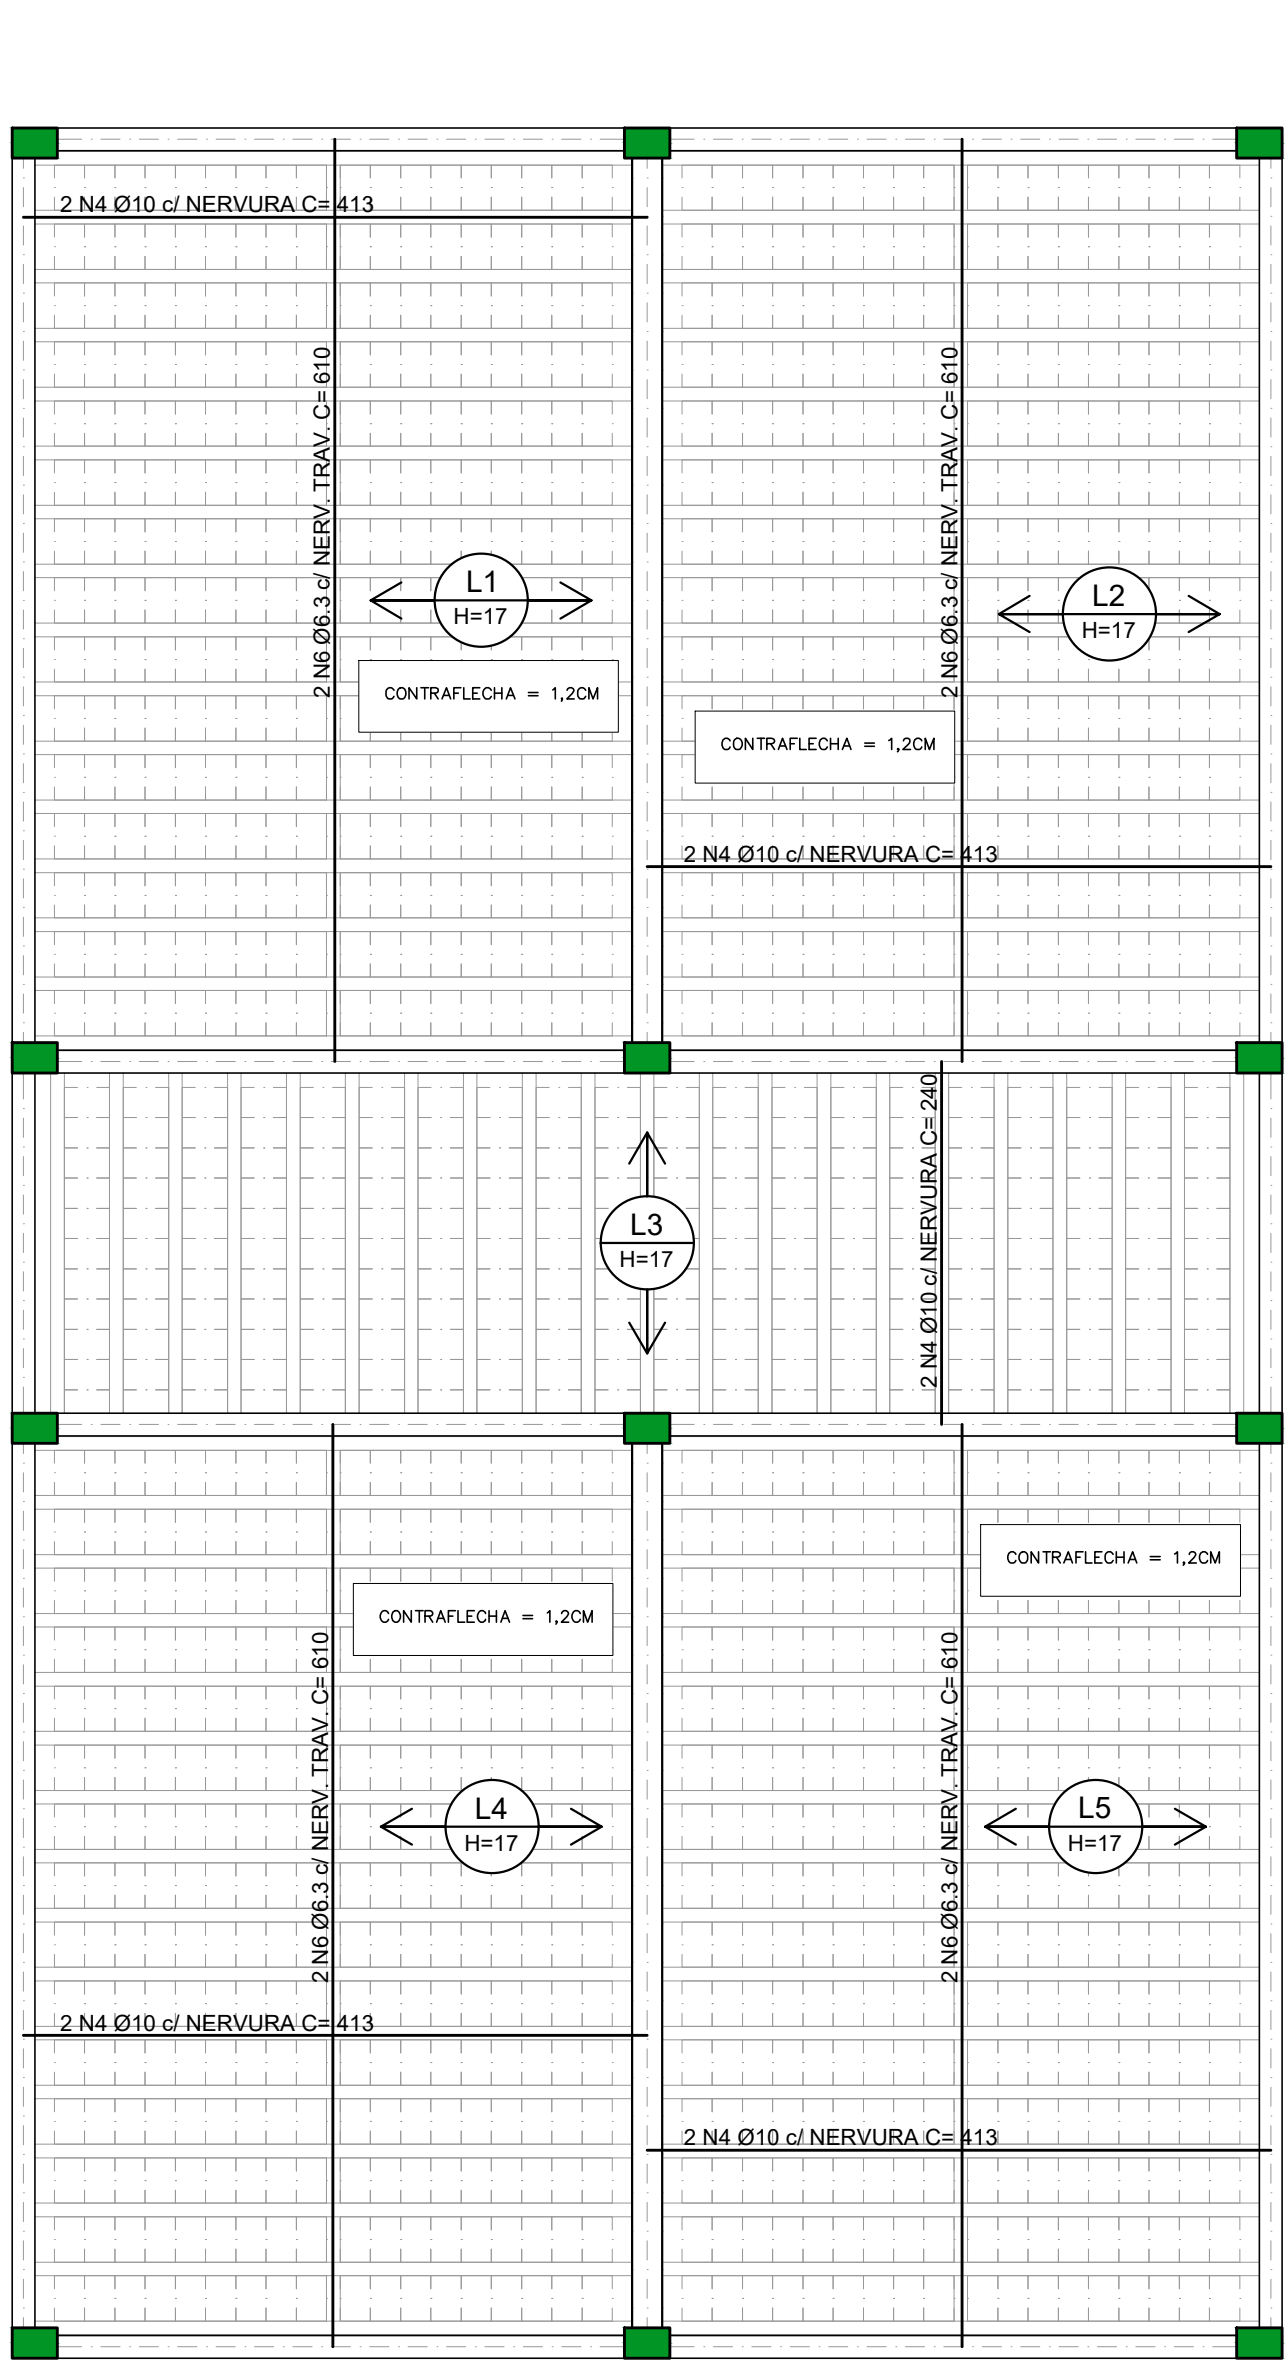 2 N4 Ø10 c/ NERVURA C= 413
2 N6 Ø6.3 c/ NERV. TRAV. C= 610
2 N6 Ø6.3 c/ NERV. TRAV. C= 610
L1
H=17
L2
H=17
CONTRAFLECHA = 1,2CM
CONTRAFLECHA = 1,2CM
2 N4 Ø10 c/ NERVURA C= 413
2 N4 Ø10 c/ NERVURA C= 240
L3
H=17
CONTRAFLECHA = 1,2CM
CONTRAFLECHA = 1,2CM
2 N6 Ø6.3 c/ NERV. TRAV. C= 610
2 N6 Ø6.3 c/ NERV. TRAV. C= 610
L4
H=17
L5
H=17
2 N4 Ø10 c/ NERVURA C= 413
2 N4 Ø10 c/ NERVURA C= 413